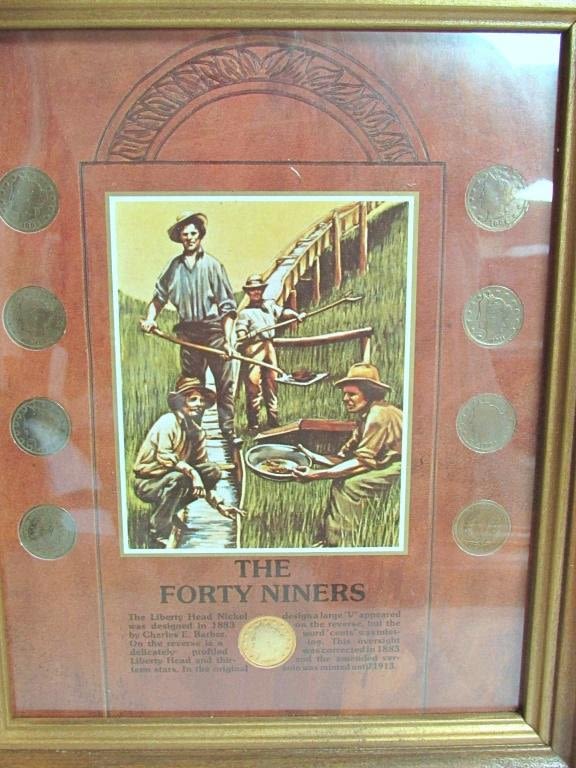 THE
FORTY NINERS
The Liberty Head Nickel
was designed in 1883
by Charles E. Barber.
On the reverse is a
delicately profiled
Liberty Head and thir-
teen stars. In the original
design a large "V" appeared
on the reverse, but the
word "cents" was mis-
ing. This oversight
was corrected in 1883
and the amended ver-
sion was minted until 1913.